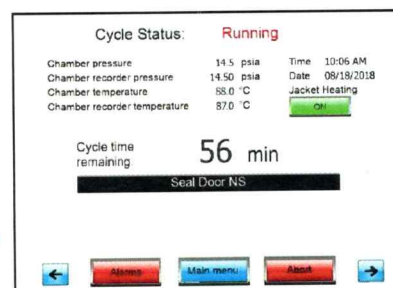 Cycle Status: Running
Chamber pressure 14.5 psia Time 10:06 AM
Chamber recorder pressure 14.50 psia Date 08/18/2018
Chamber temperature 88.0 °C Jacket Heating
Chamber recorder temperature 87.0 °C ON
Cycle time
remaining 56 min
Seal Door NS
Alarms Main menu Abort